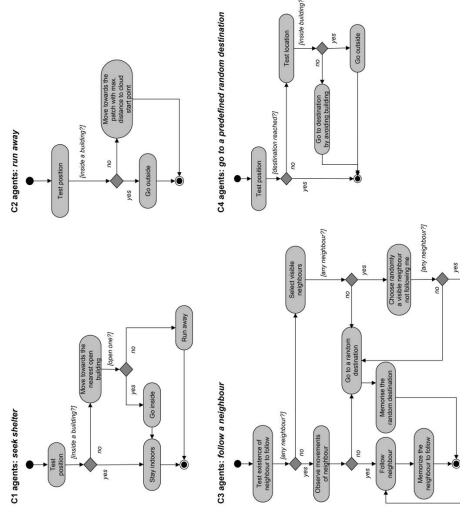 C1 agents: seek shelter
Test
position
[Inside a building?]
yes
no
Move towards the
nearest open
building
[open one?]
yes
no
Go inside
Stay indoors
Run away
C2 agents: run away
Test position
[inside a building?]
yes
no
Go outside
Move towards the
patch with max.
distance to cloud
start point
C3 agents: follow a neighbour
Test existence of
neighbour to follow
[any neighbour?]
yes
no
Observe movements
of neighbour
yes
no
Follow
neighbour
Memorize the
neighbour to follow
Go to a random
destination
Memorise the
random destination
Select visible
neighbours
[any neighbour?]
no
yes
Choose randomly
a visible neighbour
not following me
[any neighbour?]
no
yes
C4 agents: go to a predefined random destination
Test position
[destination reached?]
yes
no
Test location
[inside building?]
no
yes
Go to destination
by avoiding building
Go outside